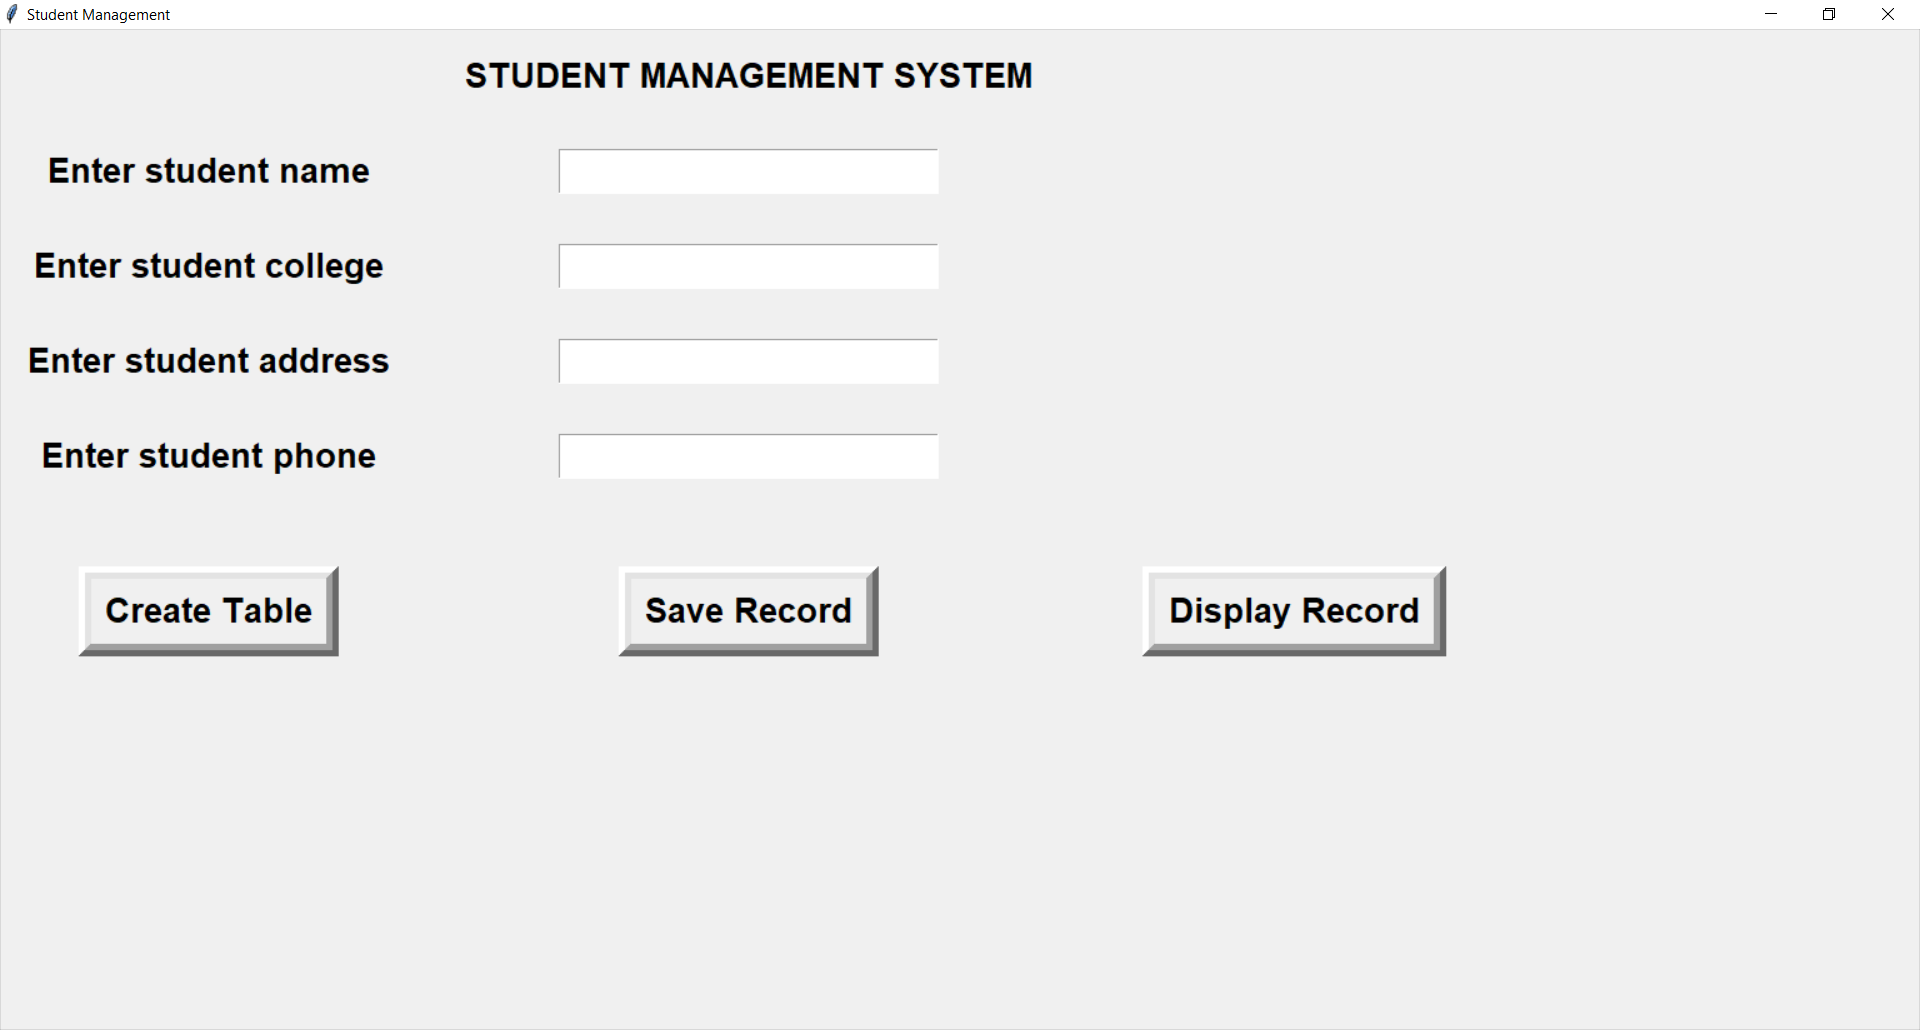 Student Management
STUDENT MANAGEMENT SYSTEM
Enter student name
Enter student college
Enter student address
Enter student phone
Create Table
Save Record
Display Record